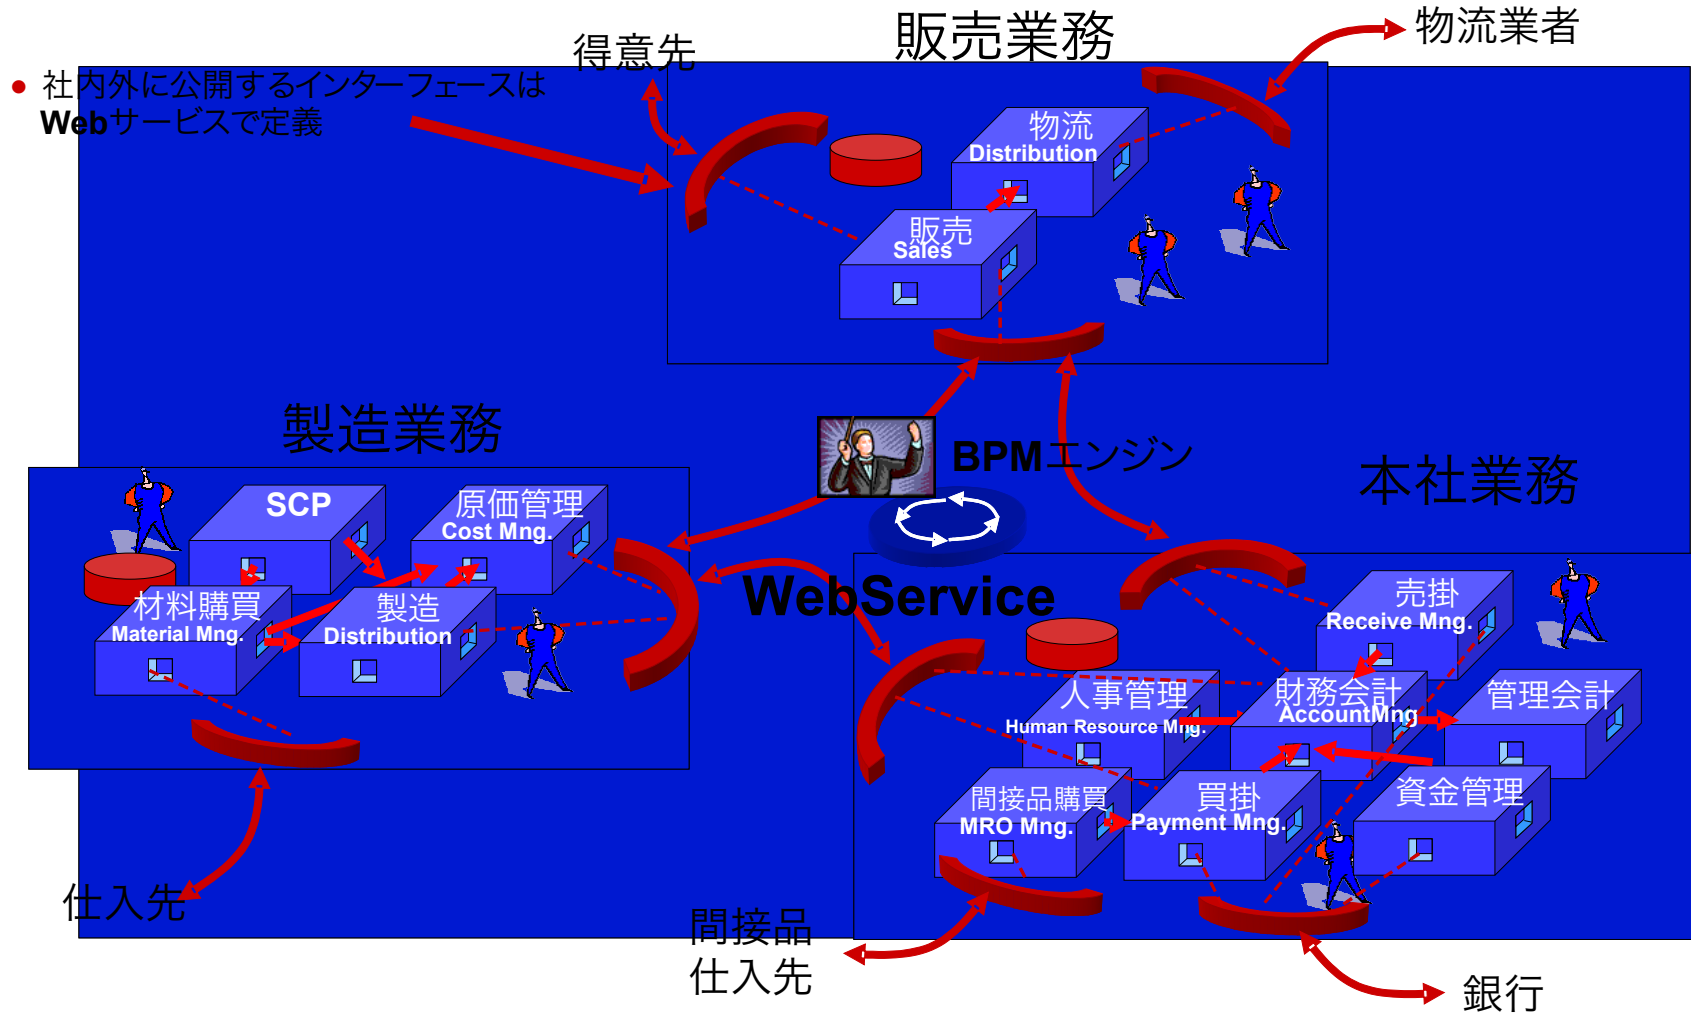 販売業務
物流業者
得意先
社内外に公開するインターフェースは
Webサービスで定義
物流
Distribution
販売
Sales
製造業務
BPMエンジン
本社業務
SCP
原価管理
Cost Mng.
WebService
材料購買
Material Mng.
製造
Distribution
売掛
Receive Mng.
人事管理
Human Resource Mng.
財務会計
AccountMng
管理会計
間接品購買
MRO Mng.
買掛
Payment Mng.
資金管理
仕入先
間接品
仕入先
銀行